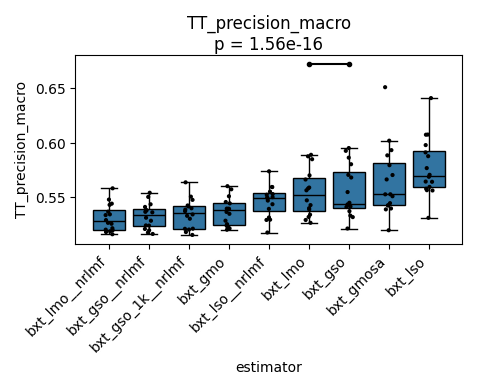 TT_precision_macro
p = 1.56e-16
TT_precision_macro
0.65
0.60
0.55
bxt_lmo__nrlmf
bxt_gso__nrlmf
bxt_gso_1k__nrlmf
bxt_gmo
bxt_lso__nrlmf
bxt_lmo
bxt_gso
bxt_gmosa
bxt_lso
estimator